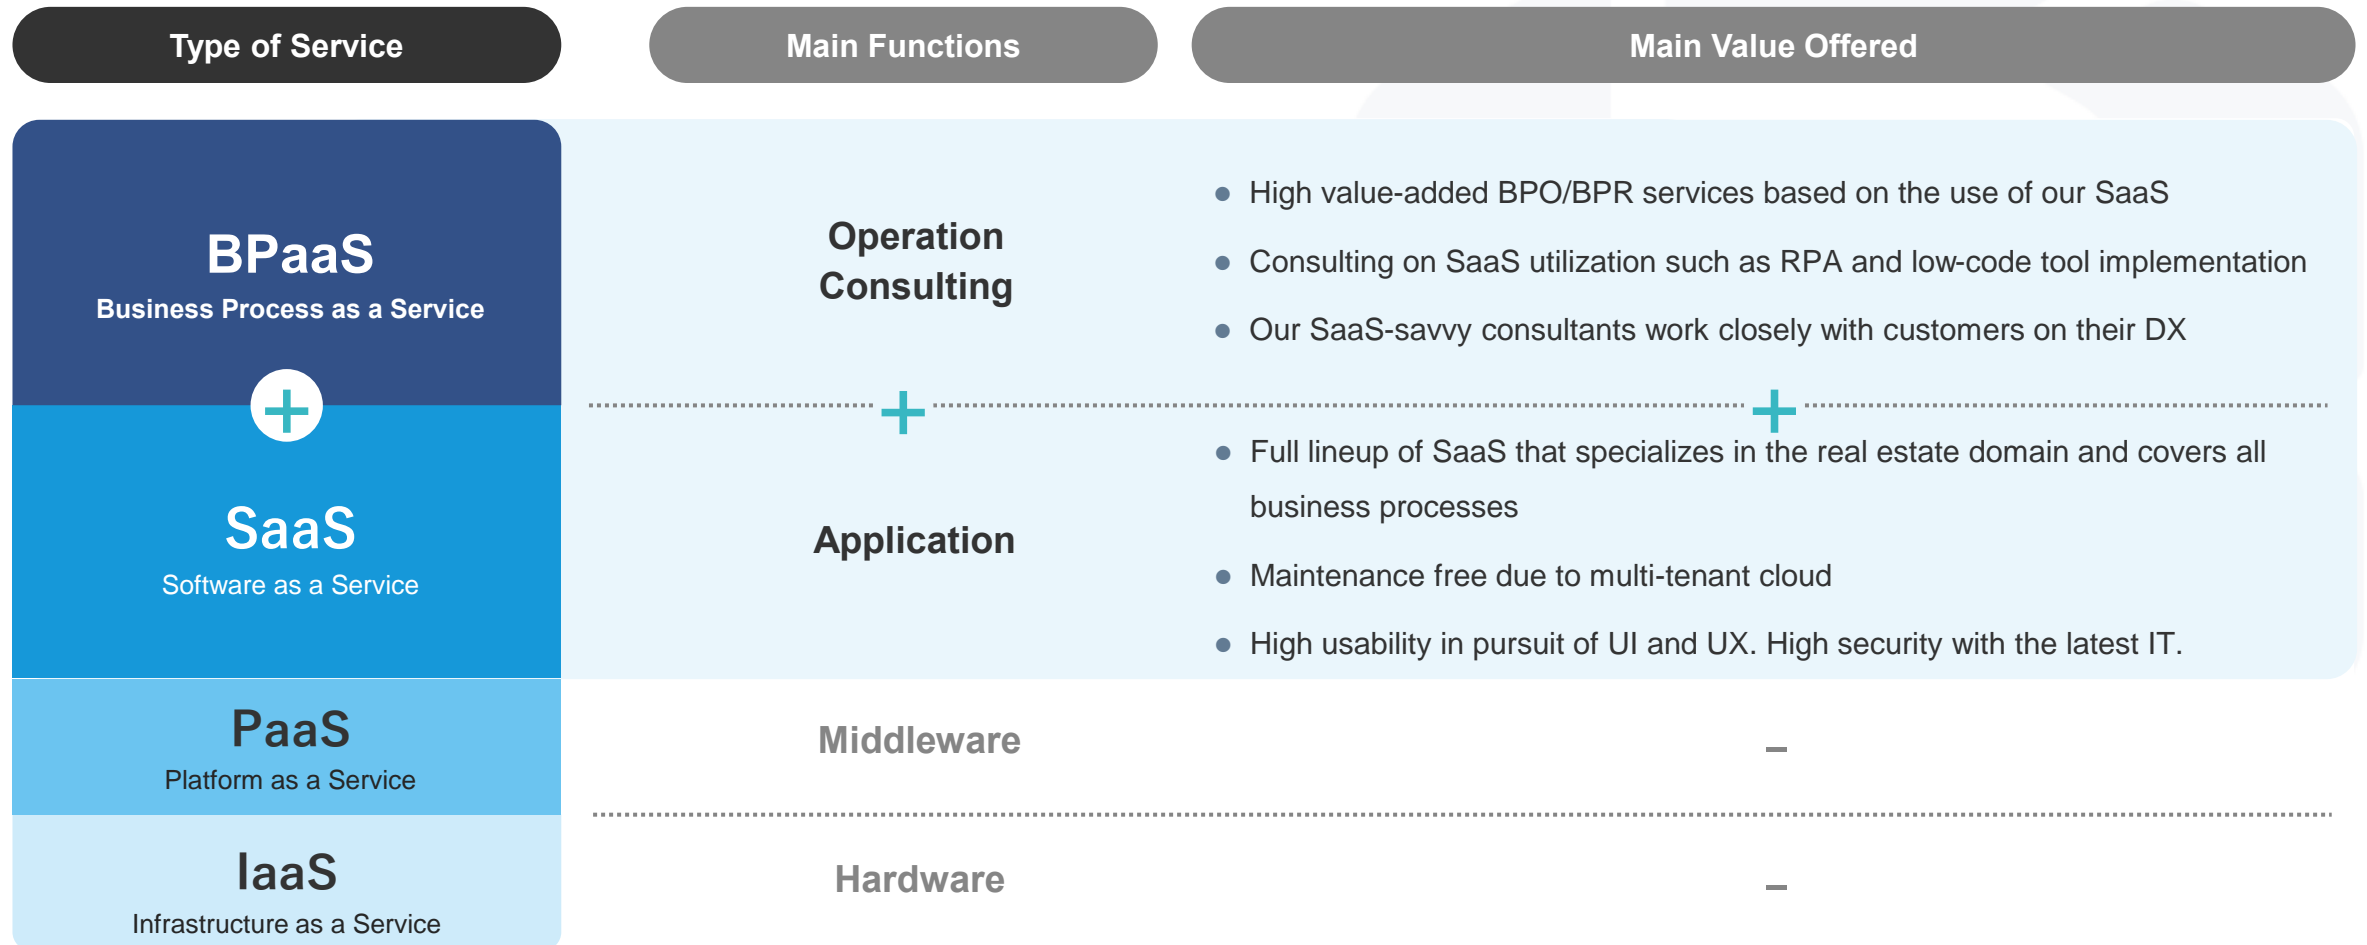 Type of Service
Main Functions
Main Value Offered
BPaaS
Business Process as a Service
Operation
Consulting
● High value-added BPO/BPR services based on the use of our SaaS
● Consulting on SaaS utilization such as RPA and low-code tool implementation
● Our SaaS-savvy consultants work closely with customers on their DX
+
+
+
SaaS
Software as a Service
Application
● Full lineup of SaaS that specializes in the real estate domain and covers all
business processes
● Maintenance free due to multi-tenant cloud
● High usability in pursuit of UI and UX. High security with the latest IT.
PaaS
Platform as a Service
Middleware
–
IaaS
Infrastructure as a Service
Hardware
–